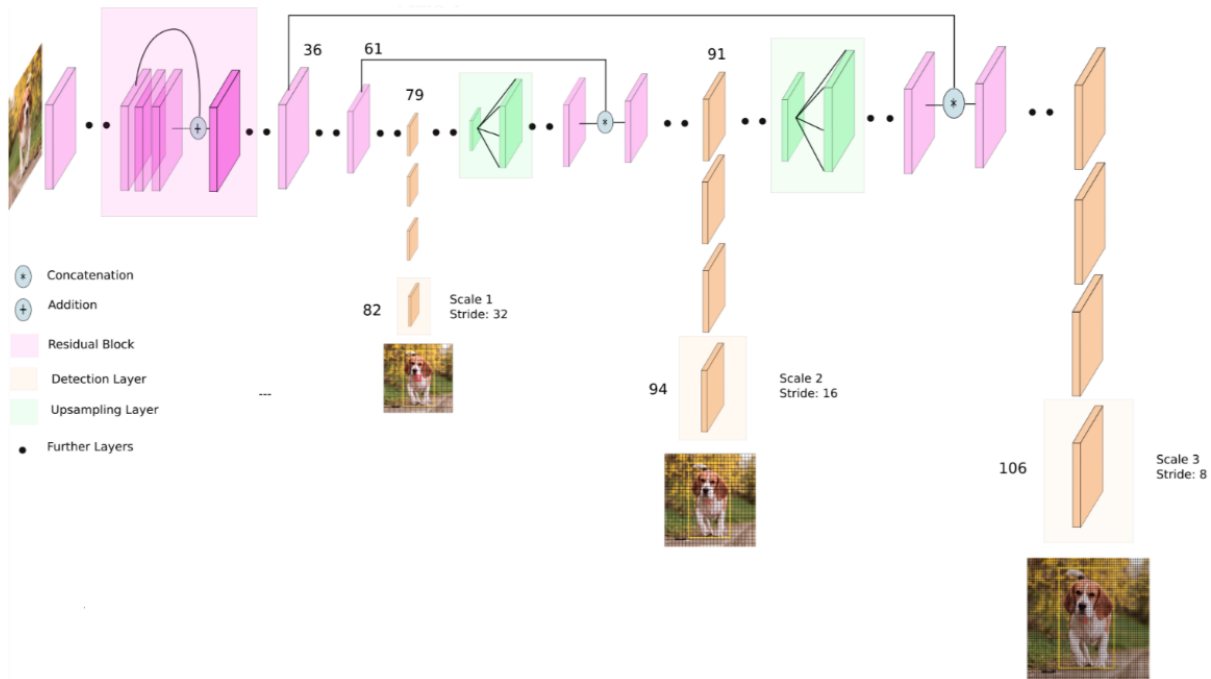 36
61
91
79
Concatenation
Addition
Residual Block
Detection Layer
Upsampling Layer
Further Layers
82
Scale 1
Stride: 32
94
Scale 2
Stride: 16
106
Scale 3
Stride: 8
---